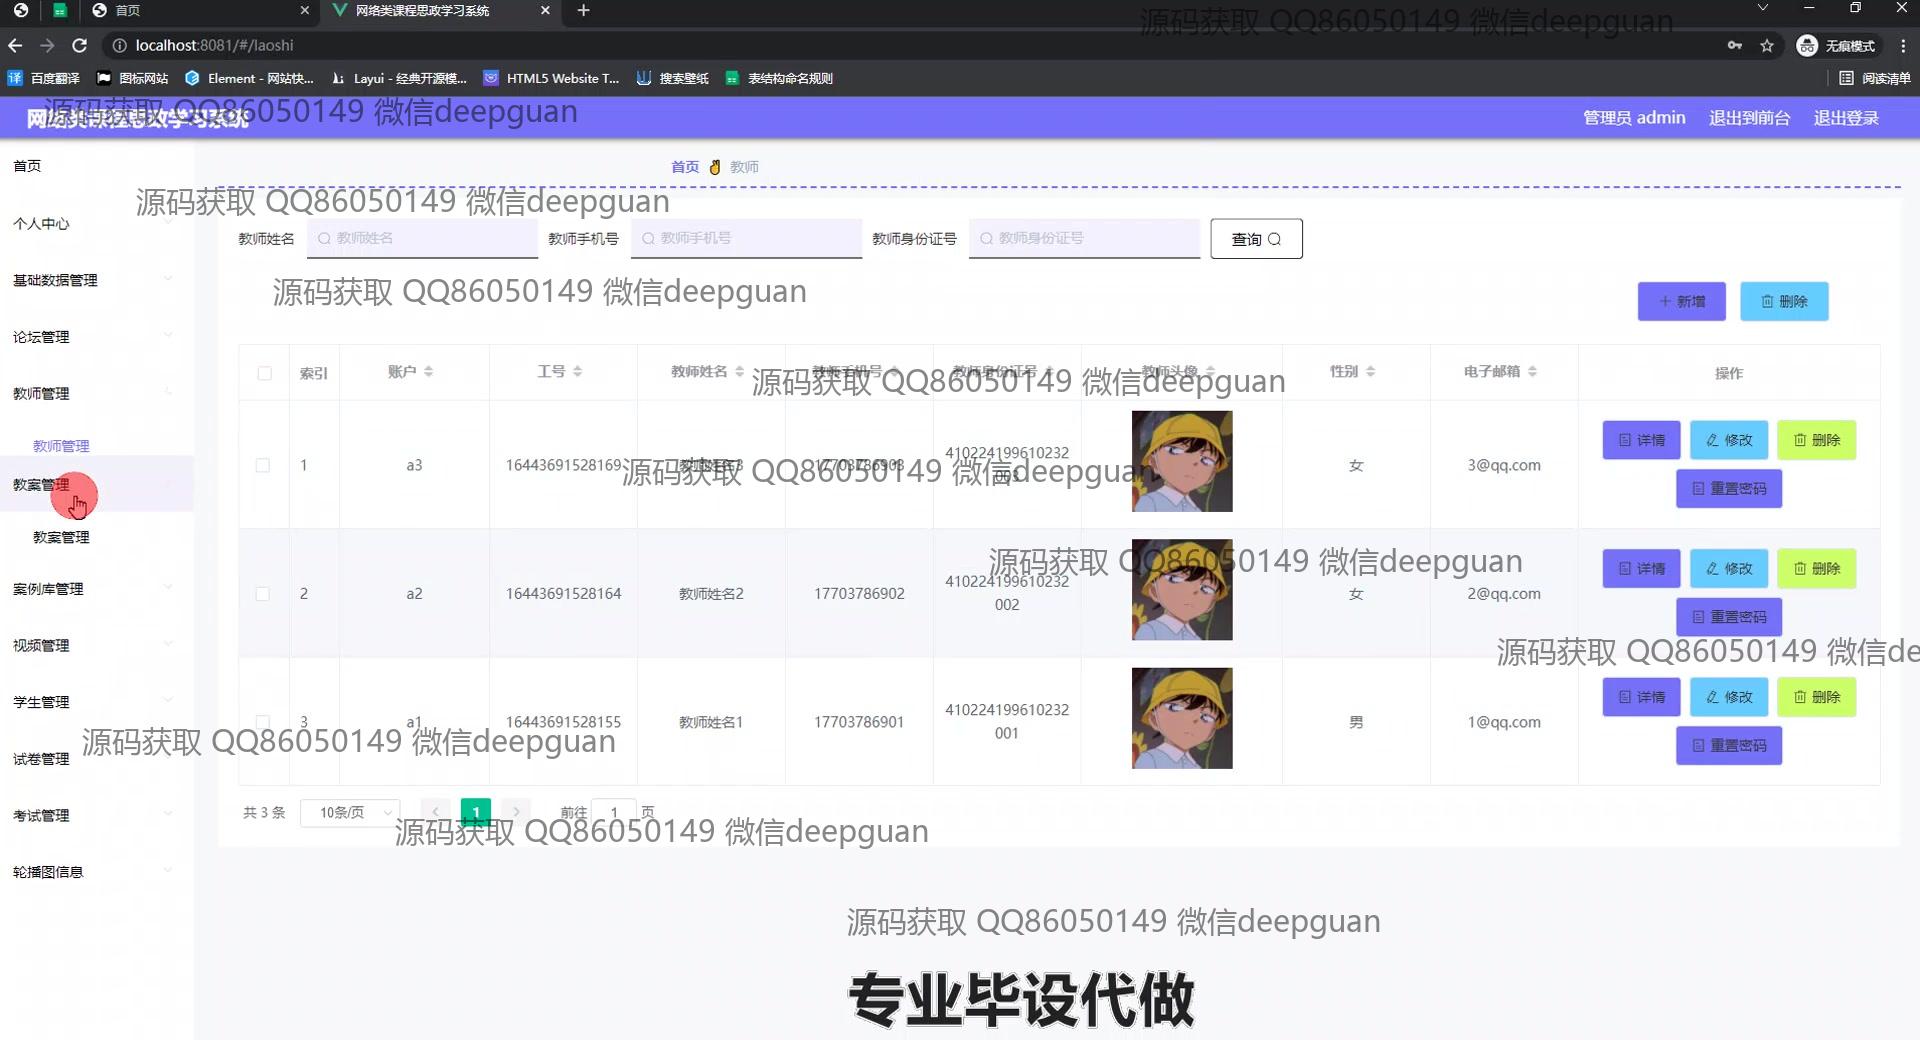 首页
网络类课程思政学习系统
源码获取 QQ86050149 微信deepguan
localhost:8081/#/laoshi
无痕模式
译 百度翻译
图标网站
Element - 网站快...
Layui - 经典开源模...
HTML5 Website T...
搜索壁纸
表结构命名规则
阅读清单
网络类课程思政学习系统
源码获取 QQ86050149 微信deepguan
管理员 admin
退出到前台
退出登录
首页
首页 教师
源码获取 QQ86050149 微信deepguan
个人中心
教师姓名 教师姓名
教师手机号 教师手机号
教师身份证号 教师身份证号
查询
基础数据管理
源码获取 QQ86050149 微信deepguan
+ 新增
删除
论坛管理
索引 账户 工号 教师姓名 教师手机号 教师身份证号 教师头像 性别 电子邮箱 操作
源码获取 QQ86050149 微信deepguan
教师管理
教师管理
教案管理
教案管理
1 a3 16443691528169 教师姓名3 17703786903 410224199610232
003
女 3@qq.com
详情 修改 删除
重置密码
源码获取 QQ86050149 微信deepguan
源码获取 QQ86050149 微信deepguan
2 a2 16443691528164 教师姓名2 17703786902 410224199610232
002
女 2@qq.com
详情 修改 删除
重置密码
案例库管理
视频管理
源码获取 QQ86050149 微信de
学生管理
3 a1 16443691528155 教师姓名1 17703786901 410224199610232
001
男 1@qq.com
详情 修改 删除
重置密码
源码获取 QQ86050149 微信deepguan
试卷管理
考试管理
共 3 条 10条/页 1 前往 1 页
源码获取 QQ86050149 微信deepguan
轮播图信息
源码获取 QQ86050149 微信deepguan
专业毕设代做